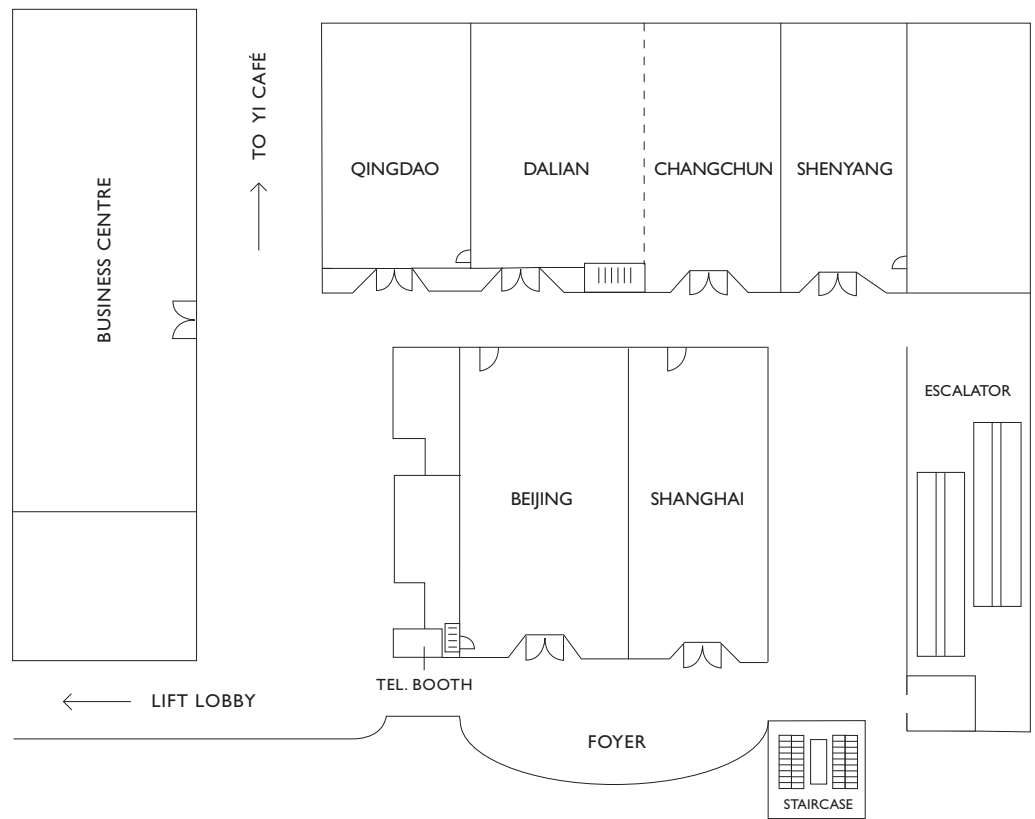 TO YI CAFÉ
BUSINESS CENTRE
QINGDAO
DALIAN
CHANGCHUN
SHENYANG
ESCALATOR
BEIJING
SHANGHAI
TEL. BOOTH
LIFT LOBBY
FOYER
STAIRCASE